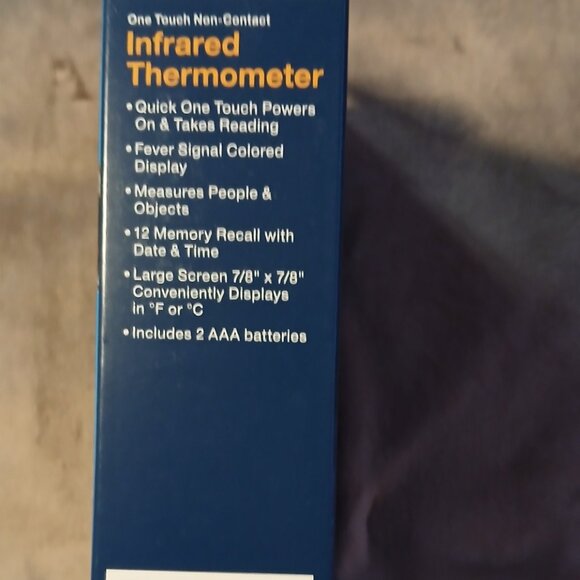 One Touch Non-Contact
Infrared
Thermometer
• Quick One Touch Powers
On & Takes Reading
• Fever Signal Colored
Display
• Measures People &
Objects
• 12 Memory Recall with
Date & Time
• Large Screen 7/8" x 7/8"
Conveniently Displays
in °F or °C
• Includes 2 AAA batteries